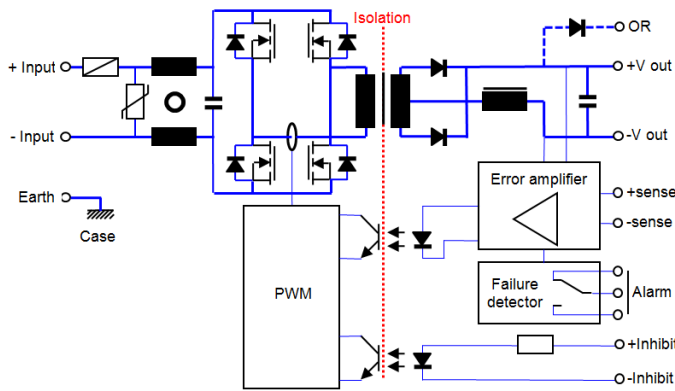 Isolation
OR
+ Input
+V out
- Input
-V out
Earth
Case
Error amplifier
+sense
-sense
PWM
Failure
detector
Alarm
+Inhibit
-Inhibit